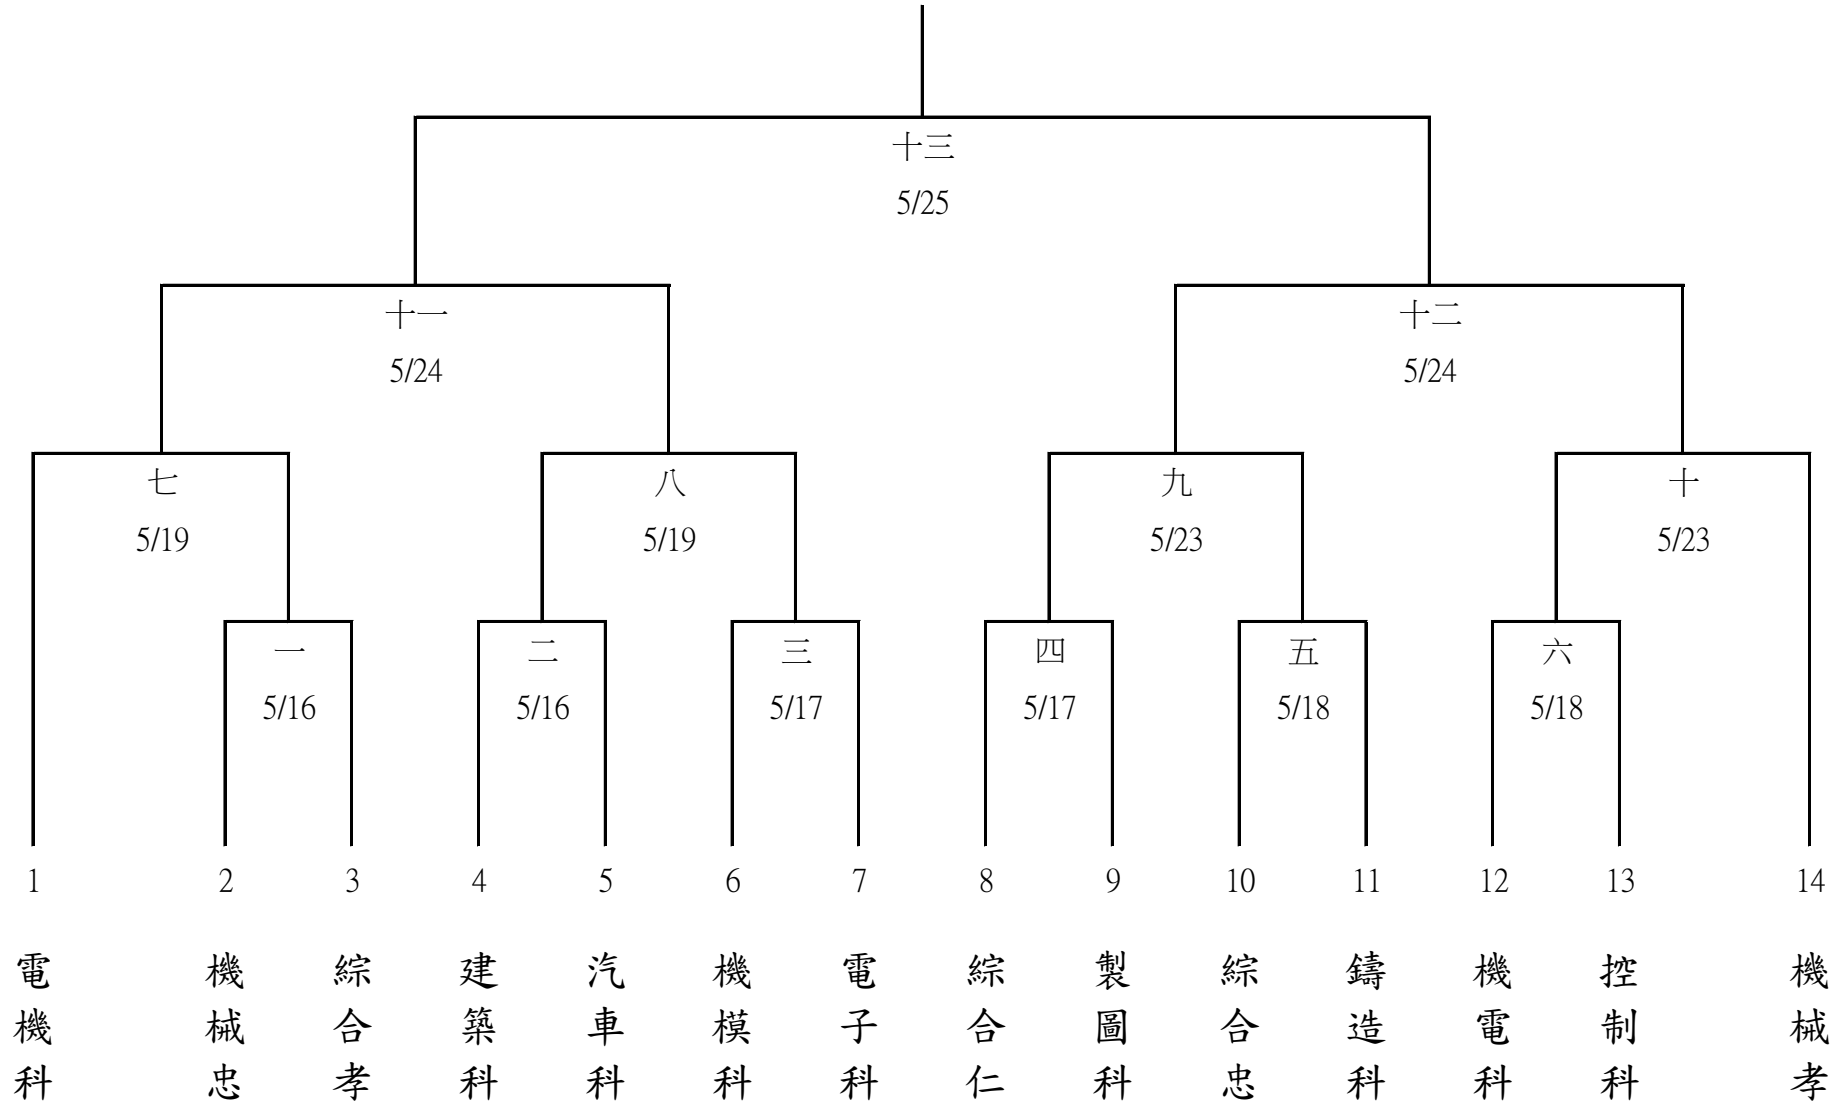 十三
5/25
十一
5/24
十二
5/24
七
5/19
八
5/19
九
5/23
十
5/23
一
5/16
二
5/16
三
5/17
四
5/17
五
5/18
六
5/18
1
2
3
4
5
6
7
8
9
10
11
12
13
14
電機科
機械忠
綜合孝
建築科
汽車科
機模科
電子科
綜合仁
製圖科
綜合忠
鑄造科
機電科
控制科
機械孝